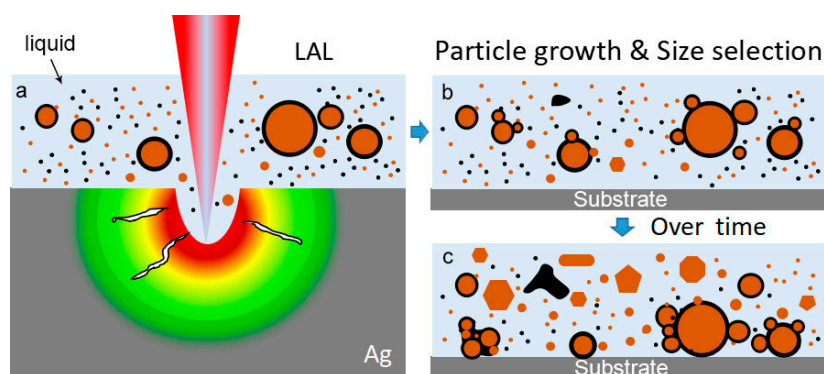 liquid
LAL
Particle growth & Size selection
a
b
Substrate
Over time
c
Ag
Substrate